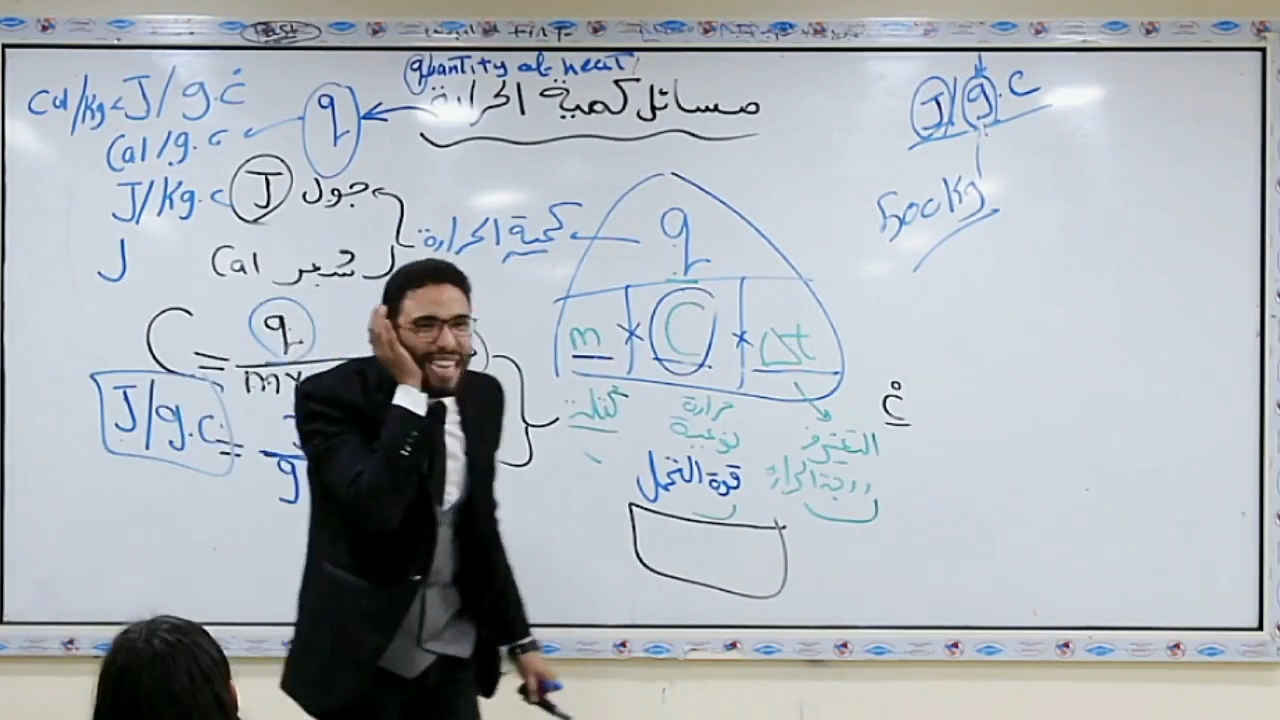 quantity of heat
مسائل كمية الحرارة
q
Cal/Kg.c J/g.c
Cal/g.c
J/Kg.c
J جول
J
Cal سعر
كمية الحرارة
q
m × C × Δt
كتلة
حرارة نوعية
قوة التحمل
التغير في درجة الحرارة
C = q
m×
J/g.c =
g
J/g.c
500Kg
c